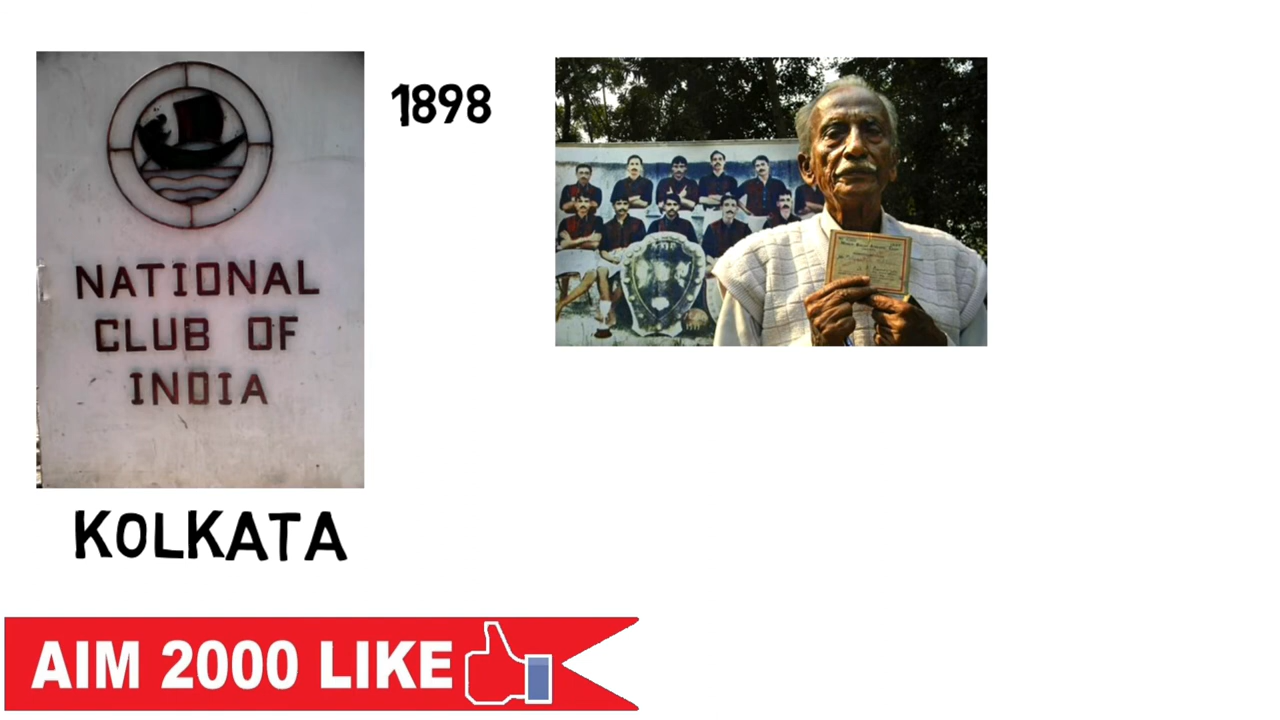 NATIONAL
CLUB OF
INDIA
1898
KOLKATA
AIM 2000 LIKE